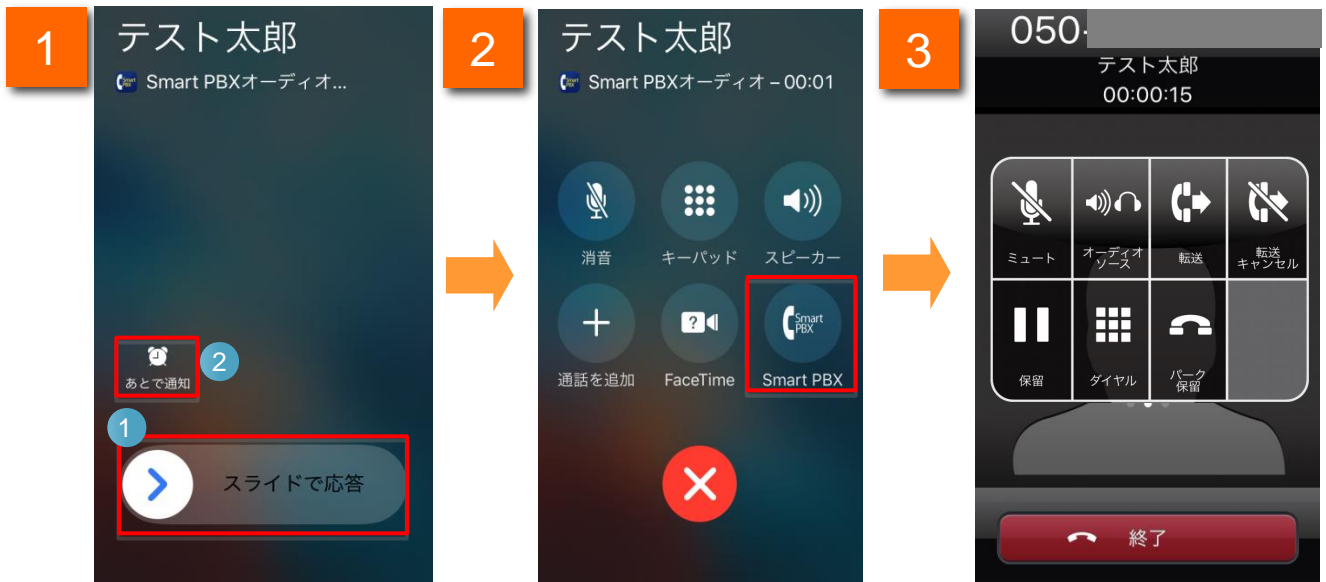 1
テスト太郎
Smart PBXオーディオ...
2
あとで通知
1
スライドで応答
2
テスト太郎
Smart PBXオーディオ – 00:01
消音
キーパッド
スピーカー
Smart
PBX
通話を追加
FaceTime
Smart PBX
3
050-
テスト太郎
00:00:15
ミュート
オーディオ
ソース
転送
転送
キャンセル
保留
ダイヤル
パーク
保留
終了